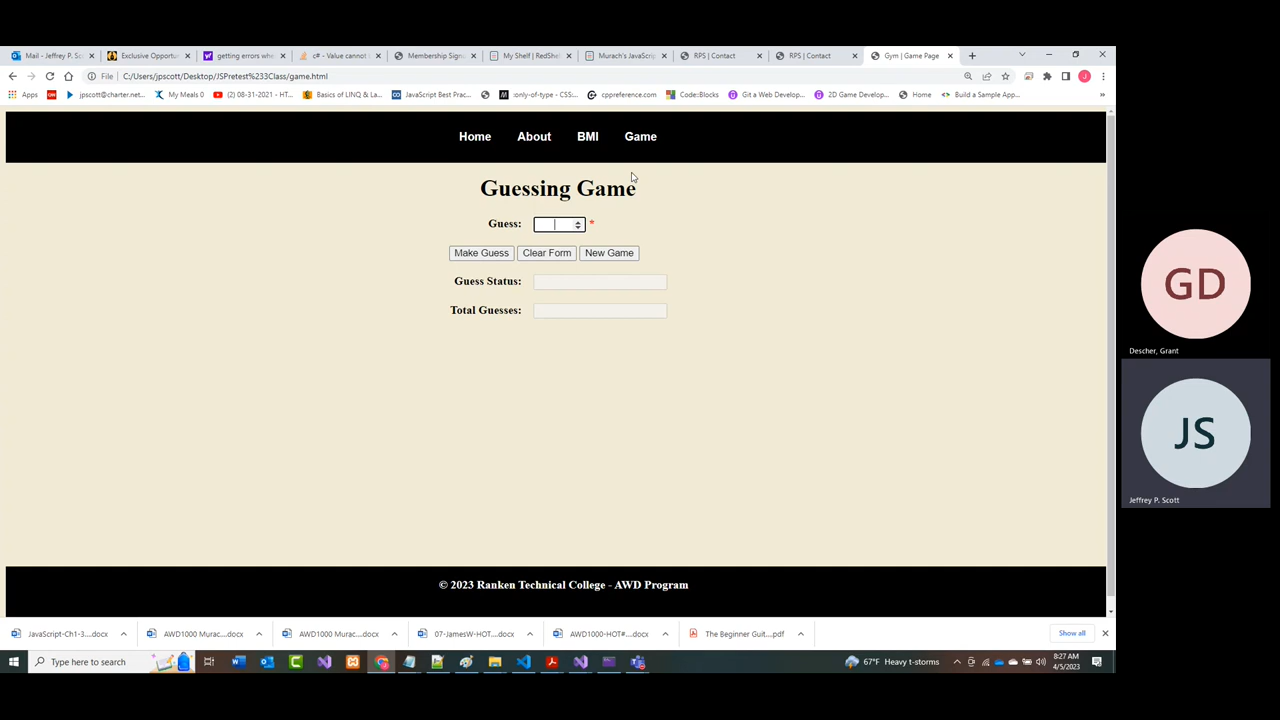 Mail - Jeffrey P. Sc
Exclusive Opportun
getting errors whe
c# - Value cannot
Membership Signu
My Shelf | RedShel
Murach's JavaScrip
RPS | Contact
RPS | Contact
Gym | Game Page
File
C:/Users/jpscott/Desktop/JSPretest%233Class/game.html
Apps
jpscott@charter.net...
My Meals 0
(2) 08-31-2021 - HT...
Basics of LINQ & La...
JavaScript Best Prac...
:only-of-type - CSS:...
cppreference.com
Code::Blocks
Git a Web Develop...
2D Game Develop...
Home
Build a Sample App...
»
Home About BMI Game
Guessing Game
Guess: *
Make Guess Clear Form New Game
Guess Status:
Total Guesses:
GD
Descher, Grant
JS
Jeffrey P. Scott
© 2023 Ranken Technical College - AWD Program
JavaScript-Ch1-3....docx
AWD1000 Murac....docx
AWD1000 Murac....docx
07-JamesW-HOT....docx
AWD1000-HOT#....docx
The Beginner Guit....pdf
Show all
Type here to search
67°F Heavy t-storms
8:27 AM
4/5/2023